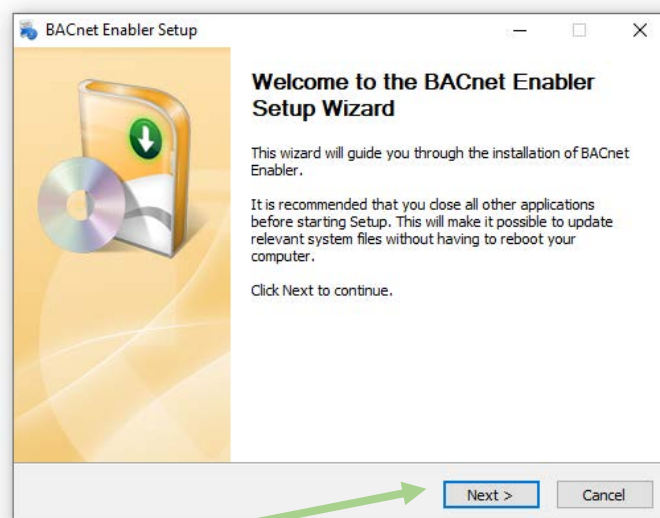 BACnet Enabler Setup
Welcome to the BACnet Enabler
Setup Wizard
This wizard will guide you through the installation of BACnet
Enabler.
It is recommended that you close all other applications
before starting Setup. This will make it possible to update
relevant system files without having to reboot your
computer.
Click Next to continue.
Next >
Cancel